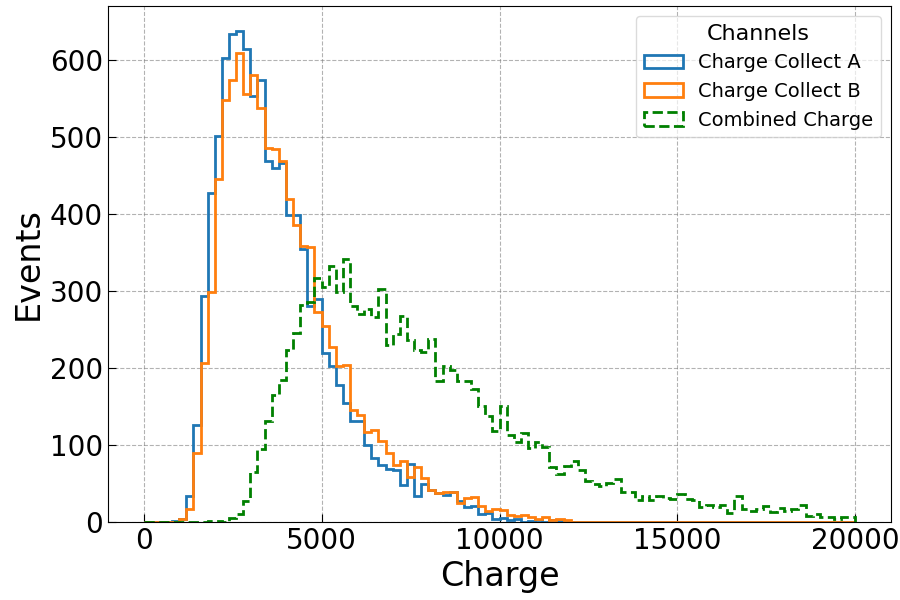 Channels
Charge Collect A
Charge Collect B
Combined Charge
Events
600
500
400
300
200
100
0
0 5000 10000 15000 20000
Charge